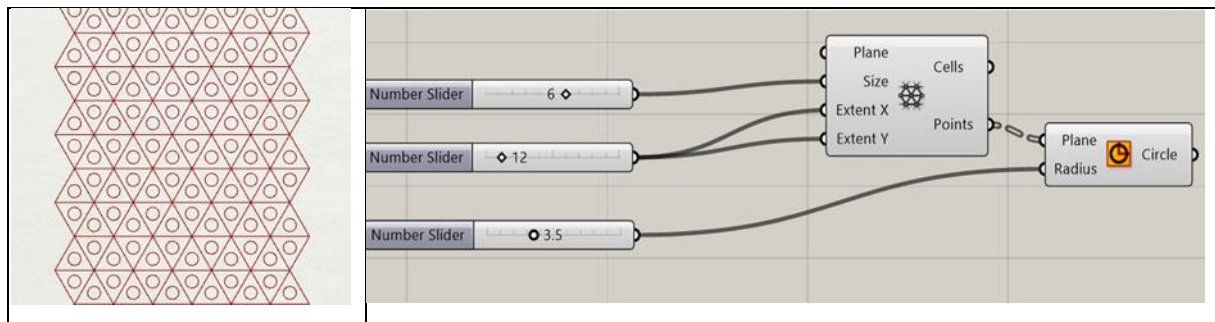 Plane
Cells
Number Slider 6
Size
Extent X
Points
Plane
Circle
Number Slider 12
Extent Y
Radius
Number Slider 3.5